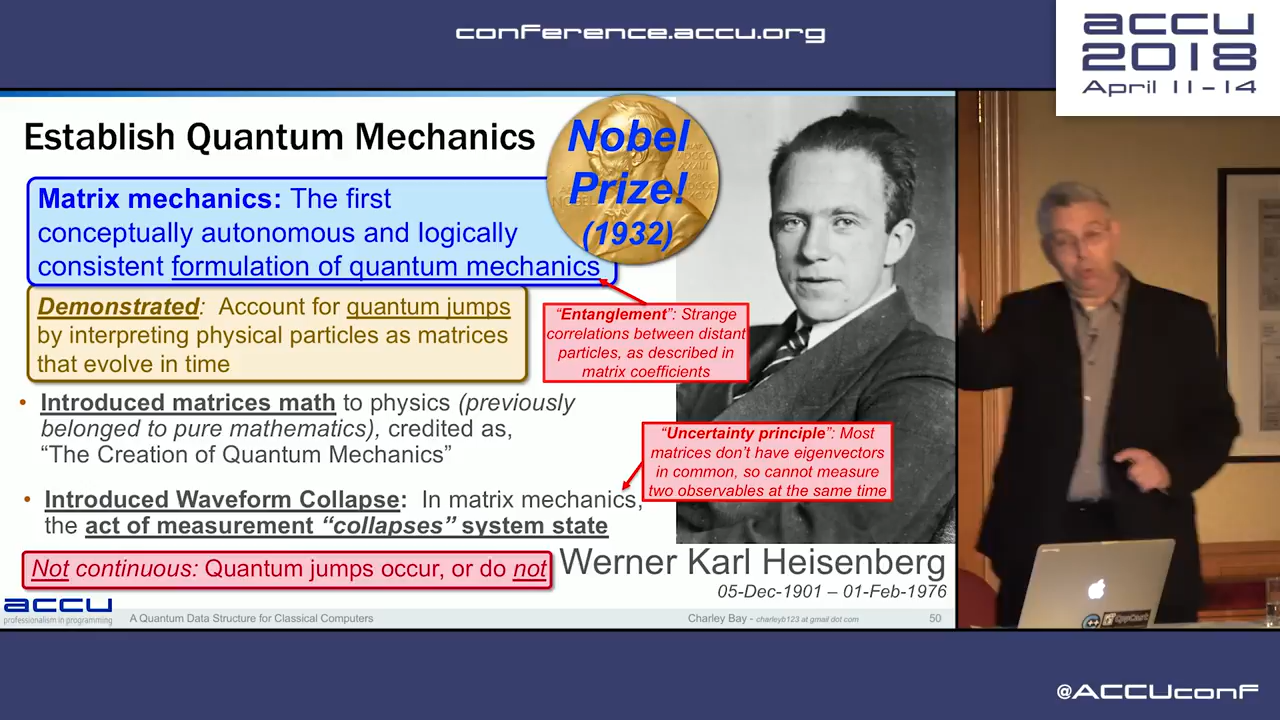 conference.accu.org
accu
2018
April 11-14
Establish Quantum Mechanics
Nobel
Prize!
(1932)
Matrix mechanics: The first
conceptually autonomous and logically
consistent formulation of quantum mechanics
Demonstrated: Account for quantum jumps
by interpreting physical particles as matrices
that evolve in time
"Entanglement": Strange
correlations between distant
particles, as described in
matrix coefficients
• Introduced matrices math to physics (previously
belonged to pure mathematics), credited as,
“The Creation of Quantum Mechanics”
"Uncertainty principle": Most
matrices don't have eigenvectors
in common, so cannot measure
two observables at the same time
• Introduced Waveform Collapse: In matrix mechanics,
the act of measurement “collapses” system state
Not continuous: Quantum jumps occur, or do not
Werner Karl Heisenberg
05-Dec-1901 – 01-Feb-1976
accu
professionalism in programming
A Quantum Data Structure for Classical Computers
Charley Bay - charleyb123 at gmail dot com
50
@ACCUconf